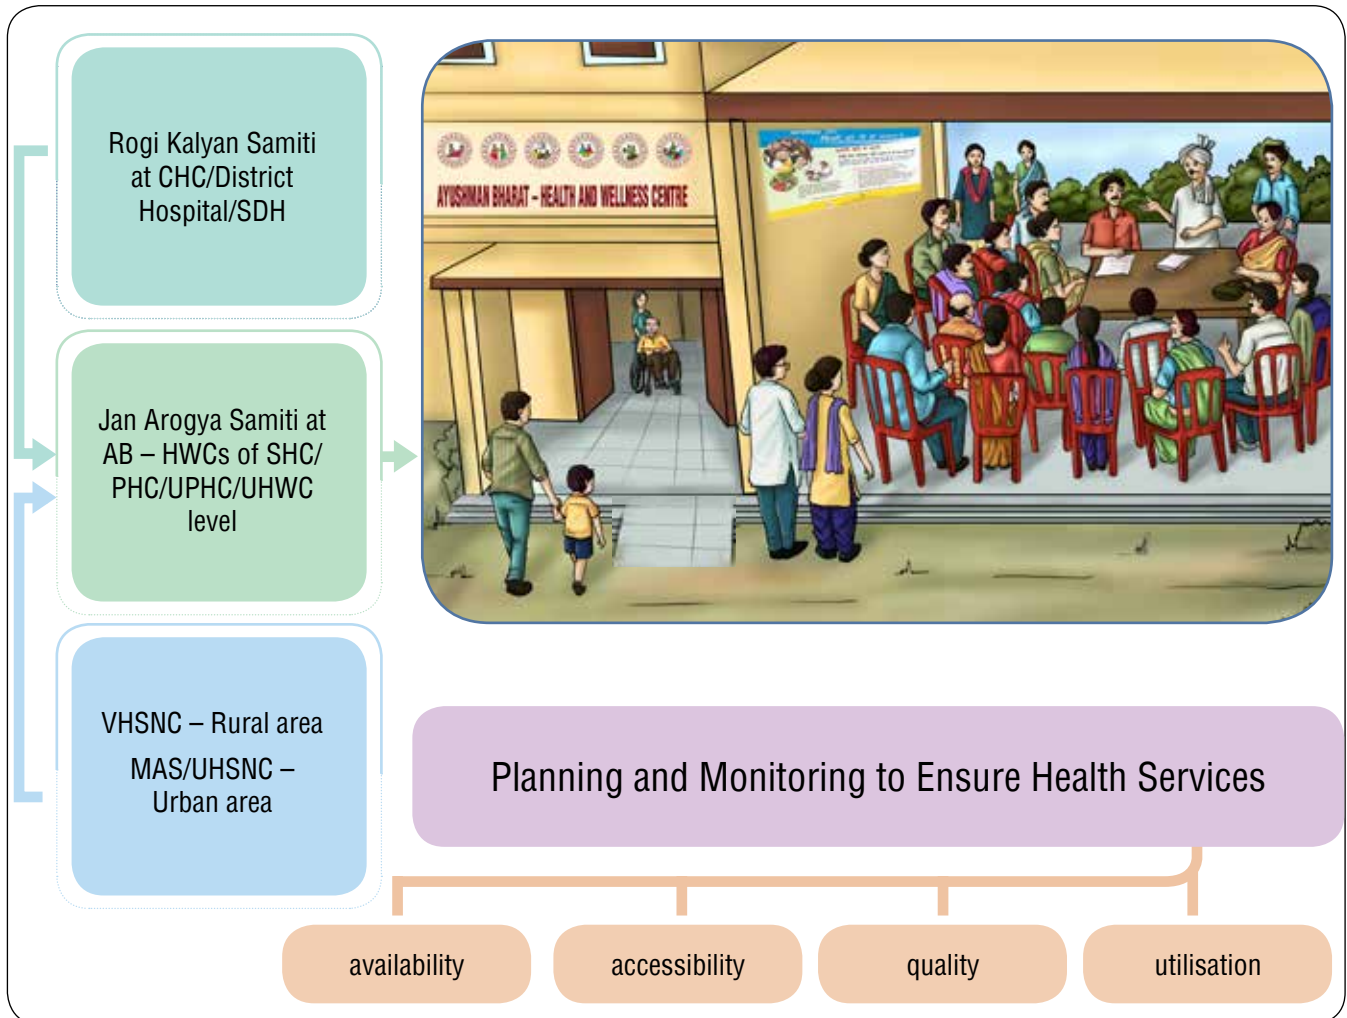 Rogi Kalyan Samiti
at CHC/District
Hospital/SDH
Jan Arogya Samiti at
AB – HWCs of SHC/
PHC/UPHC/UHWC
level
VHSNC – Rural area
MAS/UHSNC –
Urban area
AYUSHMAN BHARAT – HEALTH AND WELLNESS CENTRE
Planning and Monitoring to Ensure Health Services
availability
accessibility
quality
utilisation